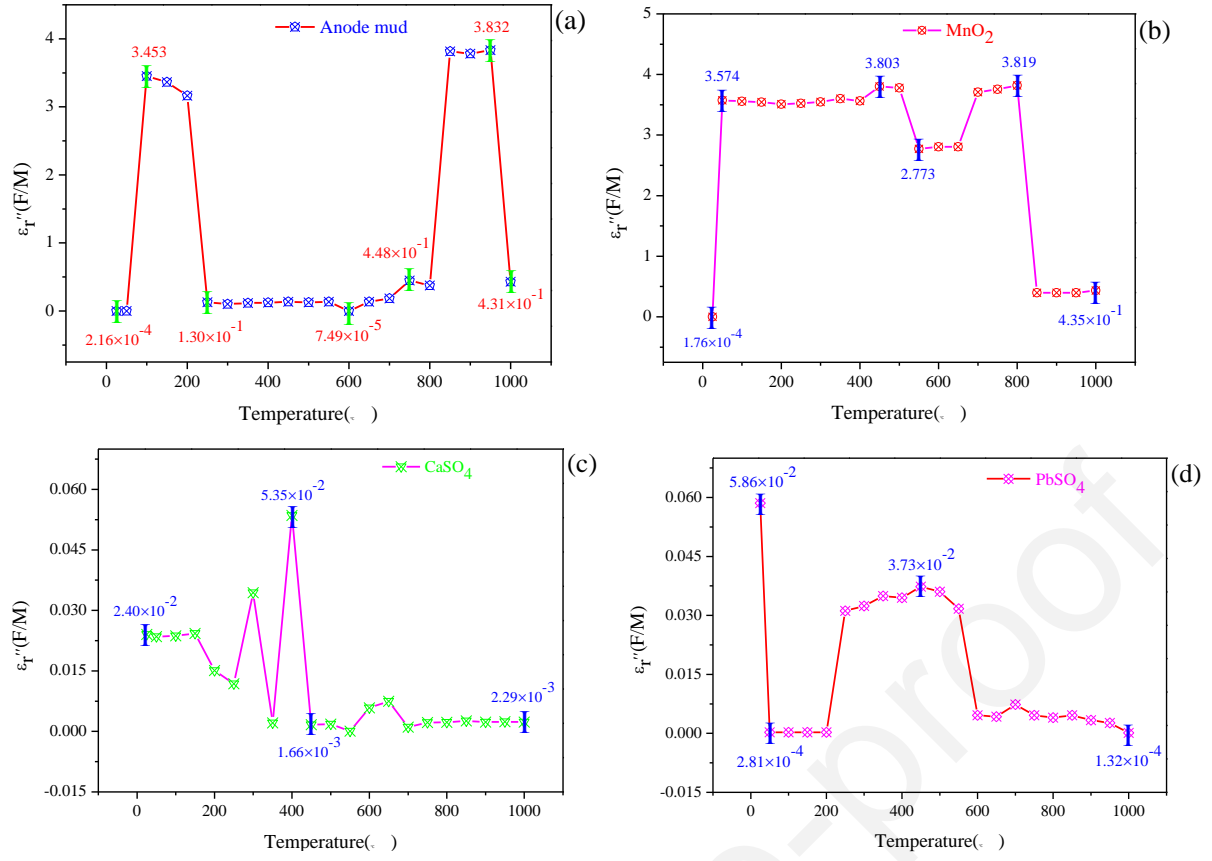 (a)
Anode mud
3.453
3.832
4.48×10⁻¹
2.16×10⁻⁴
1.30×10⁻¹
7.49×10⁻⁵
4.31×10⁻¹
4
3
2
1
0
εr''(F/M)
0 200 400 600 800 1000
Temperature(℃ )
(b)
MnO2
3.574
3.803
3.819
2.773
1.76×10⁻⁴
4.35×10⁻¹
5
4
3
2
1
0
εr''(F/M)
0 200 400 600 800 1000
Temperature(℃ )
(c)
CaSO4
5.35×10⁻²
2.40×10⁻²
1.66×10⁻³
2.29×10⁻³
0.060
0.045
0.030
0.015
0.000
-0.015
εr''(F/M)
0 200 400 600 800 1000
Temperature(℃ )
(d)
PbSO4
5.86×10⁻²
3.73×10⁻²
2.81×10⁻⁴
1.32×10⁻⁴
0.060
0.045
0.030
0.015
0.000
-0.015
εr''(F/M)
0 200 400 600 800 1000
Temperature(℃ )
-proof